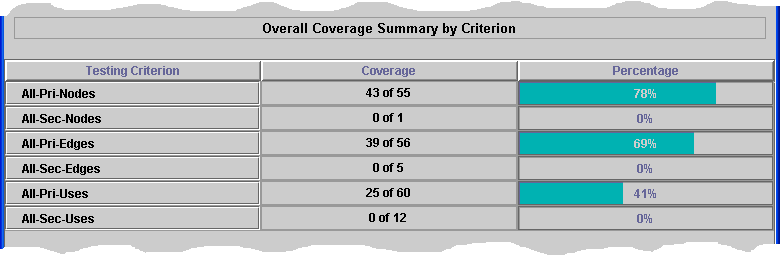 Overall Coverage Summary by Criterion
Testing Criterion Coverage Percentage
All-Pri-Nodes 43 of 55 78%
All-Sec-Nodes 0 of 1 0%
All-Pri-Edges 39 of 56 69%
All-Sec-Edges 0 of 5 0%
All-Pri-Uses 25 of 60 41%
All-Sec-Uses 0 of 12 0%